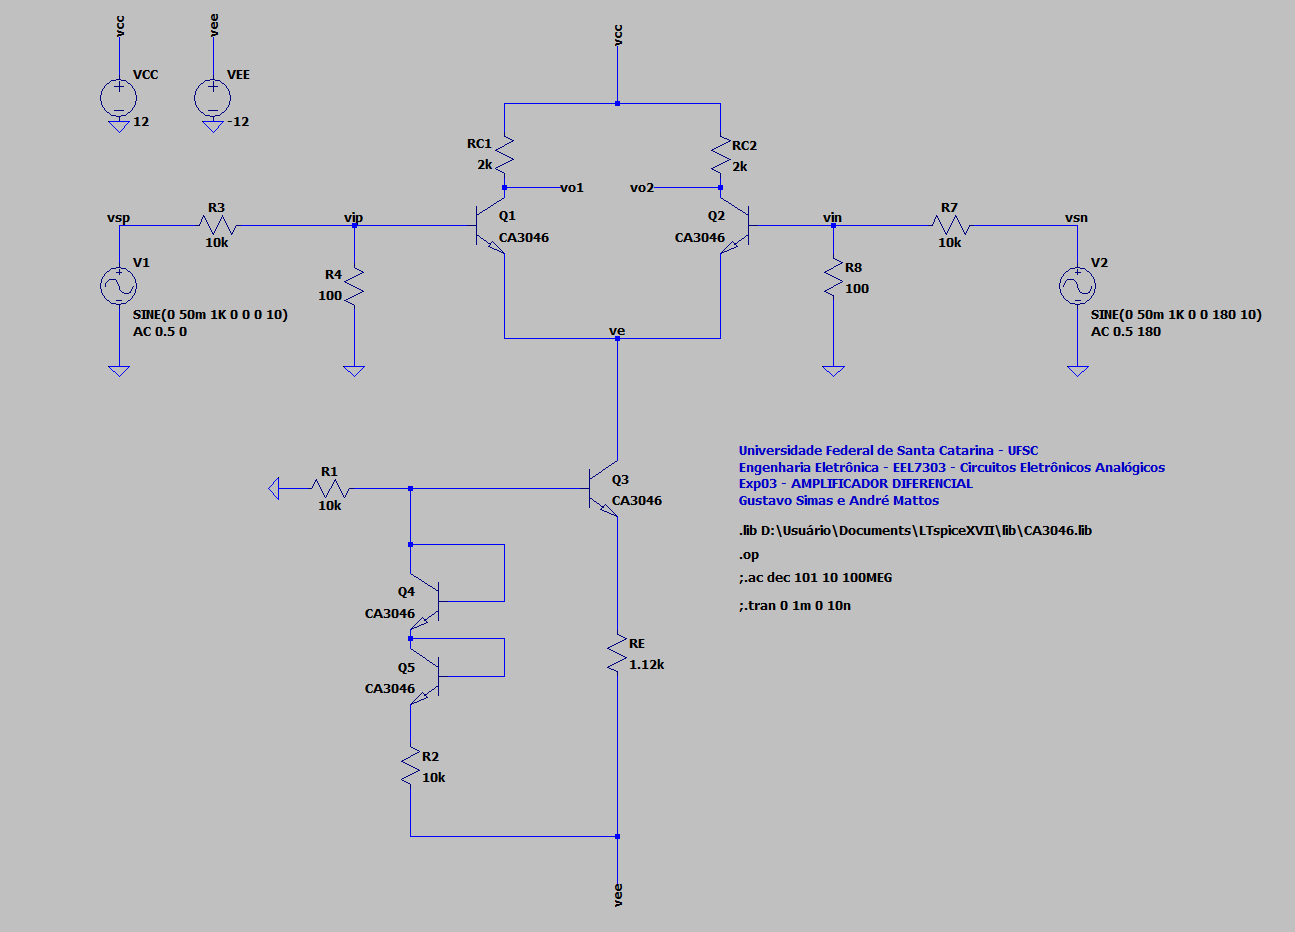 vcc
vee
vcc
VCC
VEE
12
-12
RC1
2k
RC2
2k
vo1
vo2
vsp
R3
10k
vip
Q1
CA3046
Q2
CA3046
vin
R7
10k
vsn
V1
SINE(0 50m 1K 0 0 0 10)
AC 0.5 0
R4
100
R8
100
V2
SINE(0 50m 1K 0 0 180 10)
AC 0.5 180
ve
R1
10k
Q3
CA3046
Universidade Federal de Santa Catarina - UFSC
Engenharia Eletrônica - EEL7303 - Circuitos Eletrônicos Analógicos
Exp03 - AMPLIFICADOR DIFERENCIAL
Gustavo Simas e André Mattos
.lib D:\Usuário\Documents\LTspiceXVII\lib\CA3046.lib
.op
;.ac dec 101 10 100MEG
;.tran 0 1m 0 10n
Q4
CA3046
Q5
CA3046
RE
1.12k
R2
10k
vee